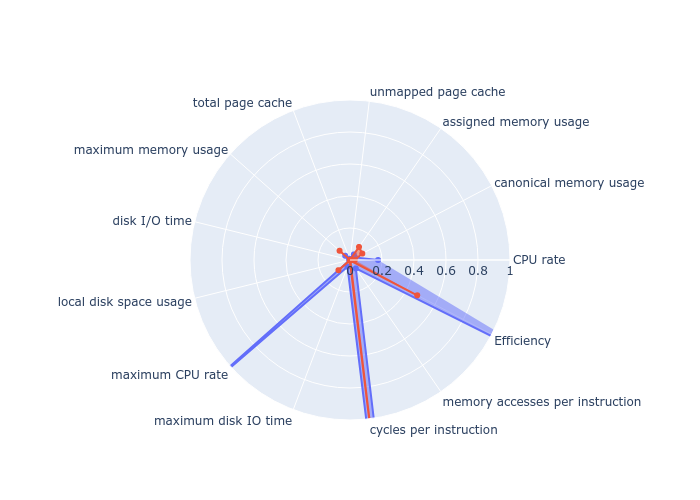 unmapped page cache
total page cache
assigned memory usage
maximum memory usage
canonical memory usage
disk I/O time
CPU rate
0 0.2 0.4 0.6 0.8 1
local disk space usage
Efficiency
maximum CPU rate
memory accesses per instruction
maximum disk IO time
cycles per instruction